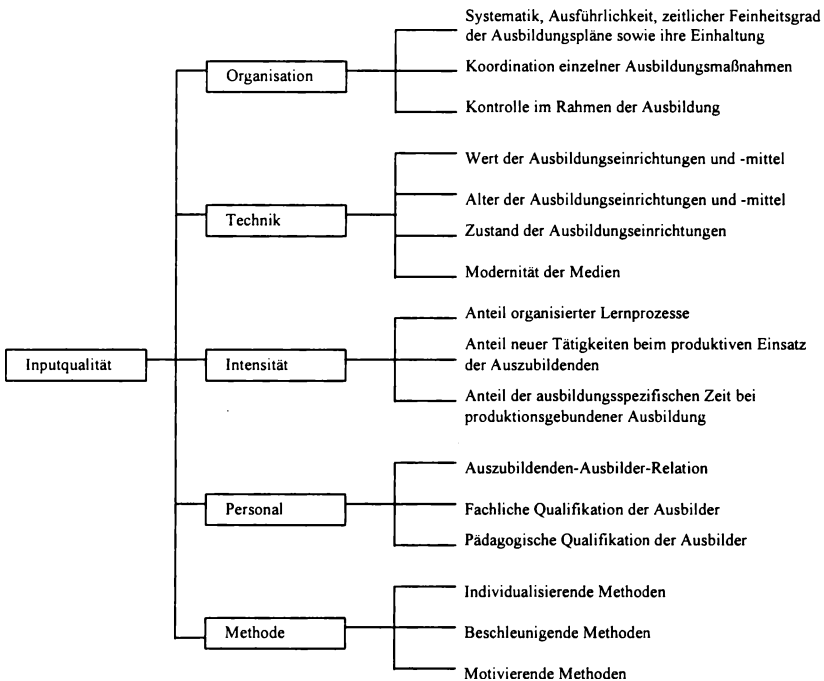 Systematik, Ausführlichkeit, zeitlicher Feinheitsgrad
der Ausbildungspläne sowie ihre Einhaltung
Organisation
Koordination einzelner Ausbildungsmaßnahmen
Kontrolle im Rahmen der Ausbildung
Wert der Ausbildungseinrichtungen und -mittel
Alter der Ausbildungseinrichtungen und -mittel
Technik
Zustand der Ausbildungseinrichtungen
Modernität der Medien
Anteil organisierter Lernprozesse
Inputqualität
Intensität
Anteil neuer Tätigkeiten beim produktiven Einsatz
der Auszubildenden
Anteil der ausbildungsspezifischen Zeit bei
produktionsgebundener Ausbildung
Auszubildenden-Ausbilder-Relation
Personal
Fachliche Qualifikation der Ausbilder
Pädagogische Qualifikation der Ausbilder
Individualisierende Methoden
Methode
Beschleunigende Methoden
Motivierende Methoden